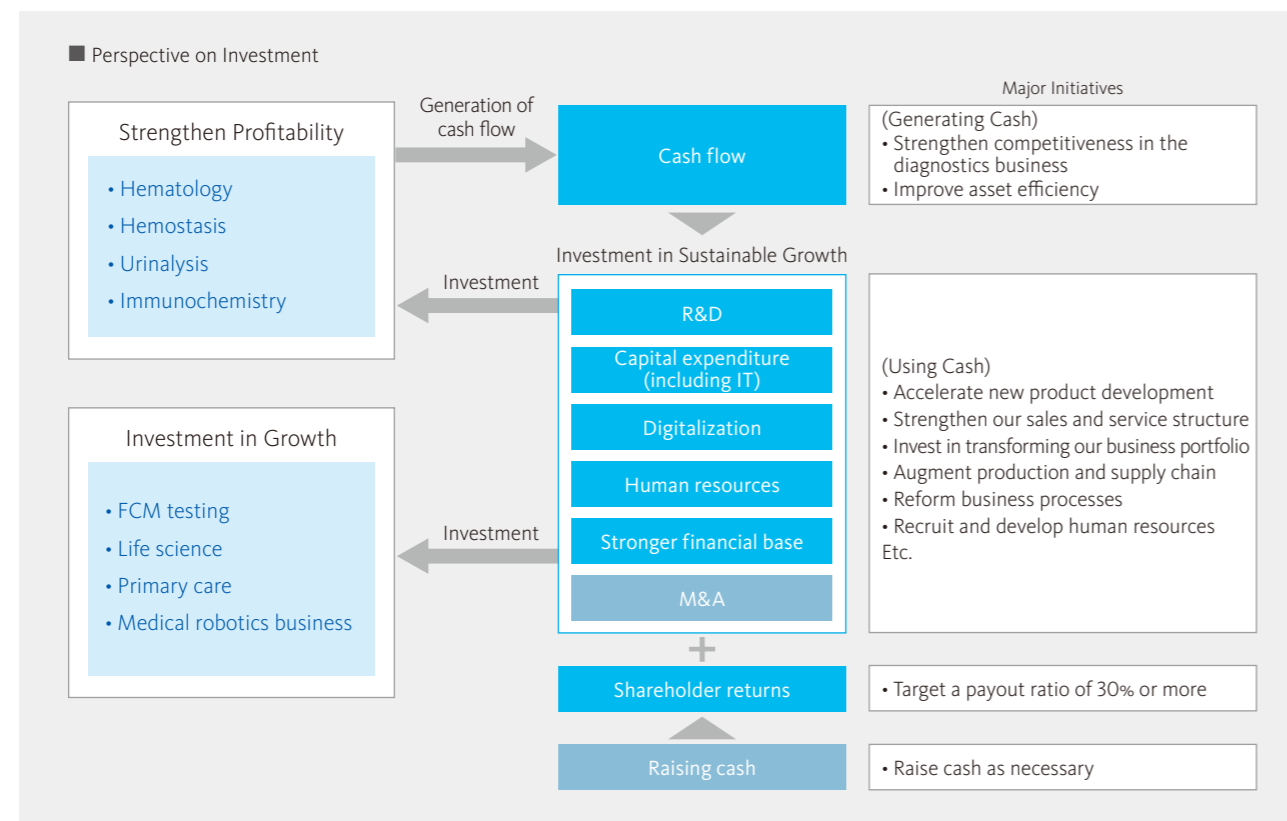 ■ Perspective on Investment
Strengthen Profitability
• Hematology
• Hemostasis
• Urinalysis
• Immunochemistry
Generation of
cash flow
Cash flow
Major Initiatives
(Generating Cash)
• Strengthen competitiveness in the
diagnostics business
• Improve asset efficiency
Investment in Sustainable Growth
Investment
R&D
Capital expenditure
(including IT)
Digitalization
Human resources
Stronger financial base
M&A
(Using Cash)
• Accelerate new product development
• Strengthen our sales and service structure
• Invest in transforming our business portfolio
• Augment production and supply chain
• Reform business processes
• Recruit and develop human resources
Etc.
Investment in Growth
• FCM testing
• Life science
• Primary care
• Medical robotics business
Investment
+
Shareholder returns
• Target a payout ratio of 30% or more
Raising cash
• Raise cash as necessary